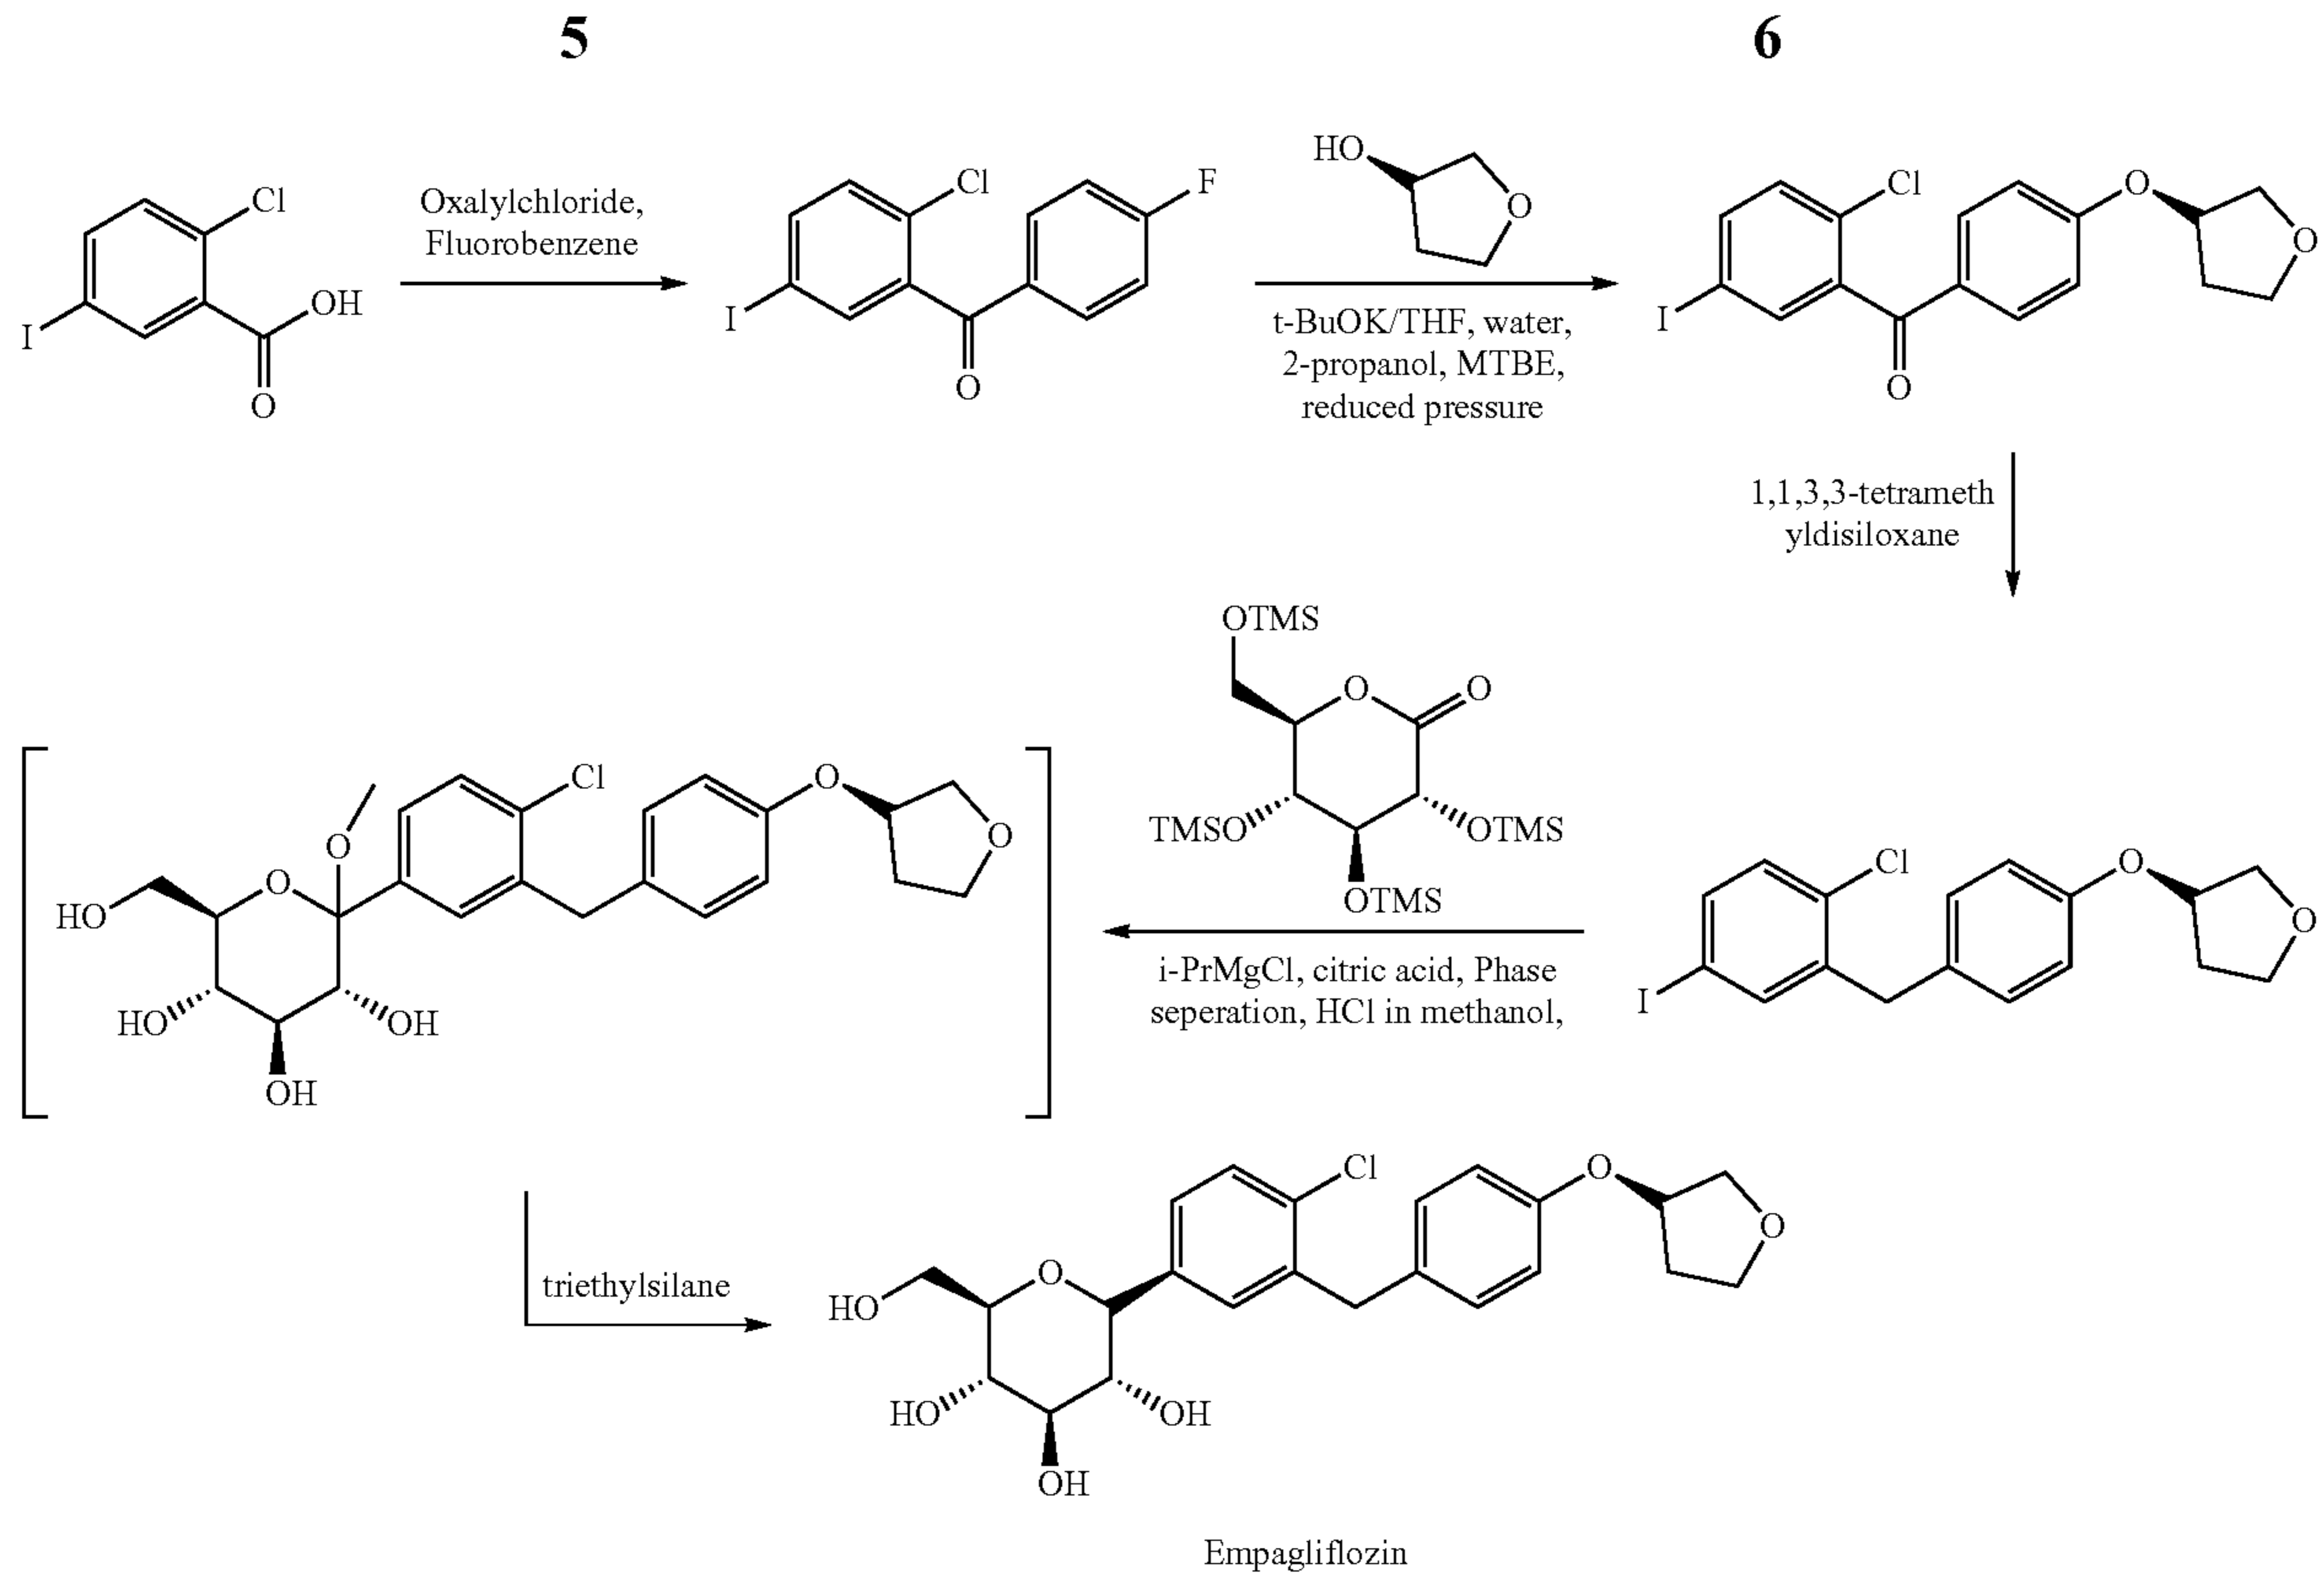 5
6
Cl
OH
I
O
Oxalylchloride,
Fluorobenzene
Cl
F
I
O
HO
O
t-BuOK/THF, water,
2-propanol, MTBE,
reduced pressure
Cl
O
O
I
O
1,1,3,3-tetrameth
yldisiloxane
OTMS
O
O
TMSO
OTMS
OTMS
i-PrMgCl, citric acid, Phase
seperation, HCl in methanol,
Cl
O
O
I
Cl
O
O
O
O
HO
HO
OH
OH
triethylsilane
Cl
O
O
O
HO
HO
OH
OH
Empagliflozin